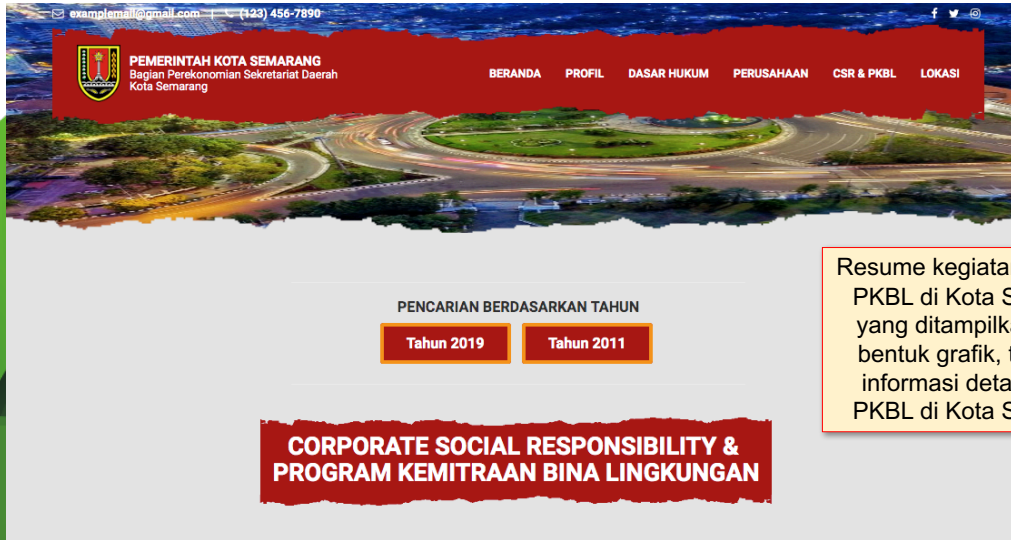 examplemail@gmail.com | (123) 456-7890
PEMERINTAH KOTA SEMARANG
Bagian Perekonomian Sekretariat Daerah
Kota Semarang
BERANDA PROFIL DASAR HUKUM PERUSAHAAN CSR & PKBL LOKASI
PENCARIAN BERDASARKAN TAHUN
Tahun 2019 Tahun 2011
Resume kegiata
PKBL di Kota S
yang ditampilka
bentuk grafik, t
informasi deta
PKBL di Kota S
CORPORATE SOCIAL RESPONSIBILITY &
PROGRAM KEMITRAAN BINA LINGKUNGAN